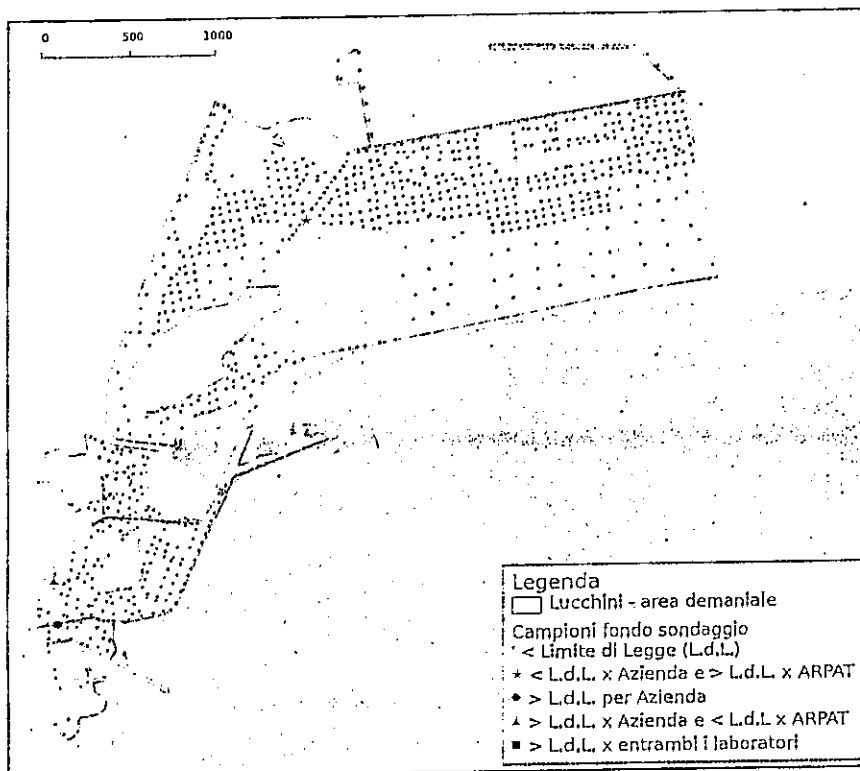 0 500 1000
Legenda
Lucchini - area demaniale
Campioni fondo sondaggio
< Limite di Legge (L.d.L.)
< L.d.L. x Azienda e > L.d.L. x ARPAT
> L.d.L. per Azienda
> L.d.L. x Azienda e < L.d.L x ARPAT
> L.d.L. x entrambi i laboratori